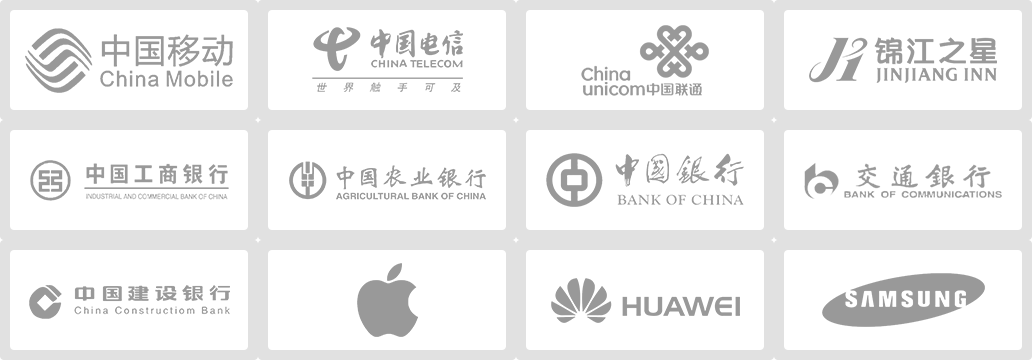 中国移动
China Mobile
中国电信
CHINA TELECOM
世界触手可及
China
unicom中国联通
锦江之星
JINJIANG INN
中国工商银行
INDUSTRIAL AND COMMERCIAL BANK OF CHINA
中国农业银行
AGRICULTURAL BANK OF CHINA
中國銀行
BANK OF CHINA
交通銀行
BANK OF COMMUNICATIONS
中国建设银行
China Constructiom Bank
HUAWEI
SAMSUNG